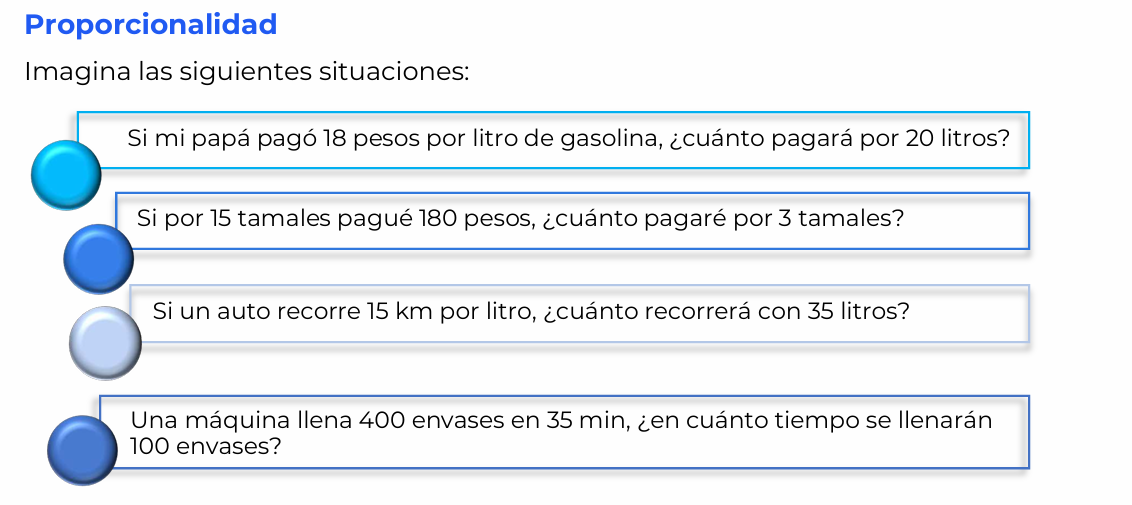 Proporcionalidad
Imagina las siguientes situaciones:
Si mi papá pagó 18 pesos por litro de gasolina, ¿cuánto pagará por 20 litros?
Si por 15 tamales pagué 180 pesos, ¿cuánto pagaré por 3 tamales?
Si un auto recorre 15 km por litro, ¿cuánto recorrerá con 35 litros?
Una máquina llena 400 envases en 35 min, ¿en cuánto tiempo se llenarán
100 envases?